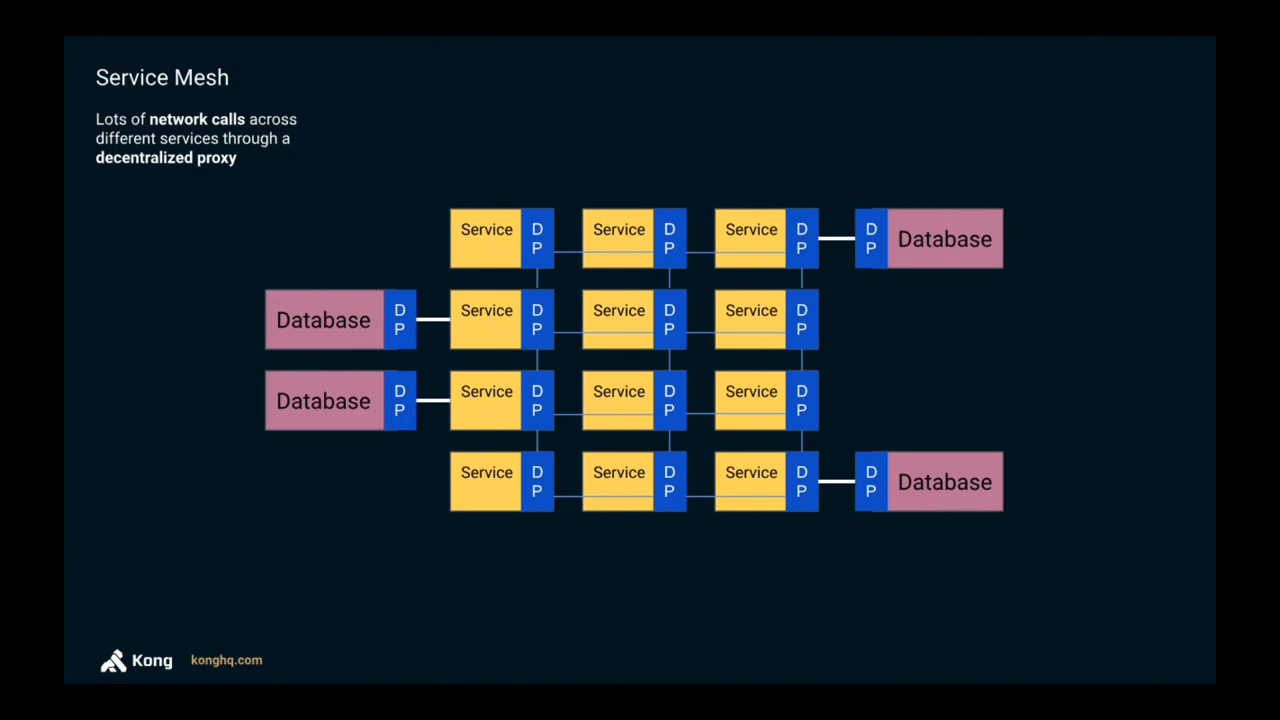 Service Mesh
Lots of network calls across
different services through a
decentralized proxy
Service D P Service D P Service D P D P Database
Database D P Service D P Service D P Service D P
Database D P Service D P Service D P Service D P
Service D P Service D P Service D P D P Database
Kong konghq.com